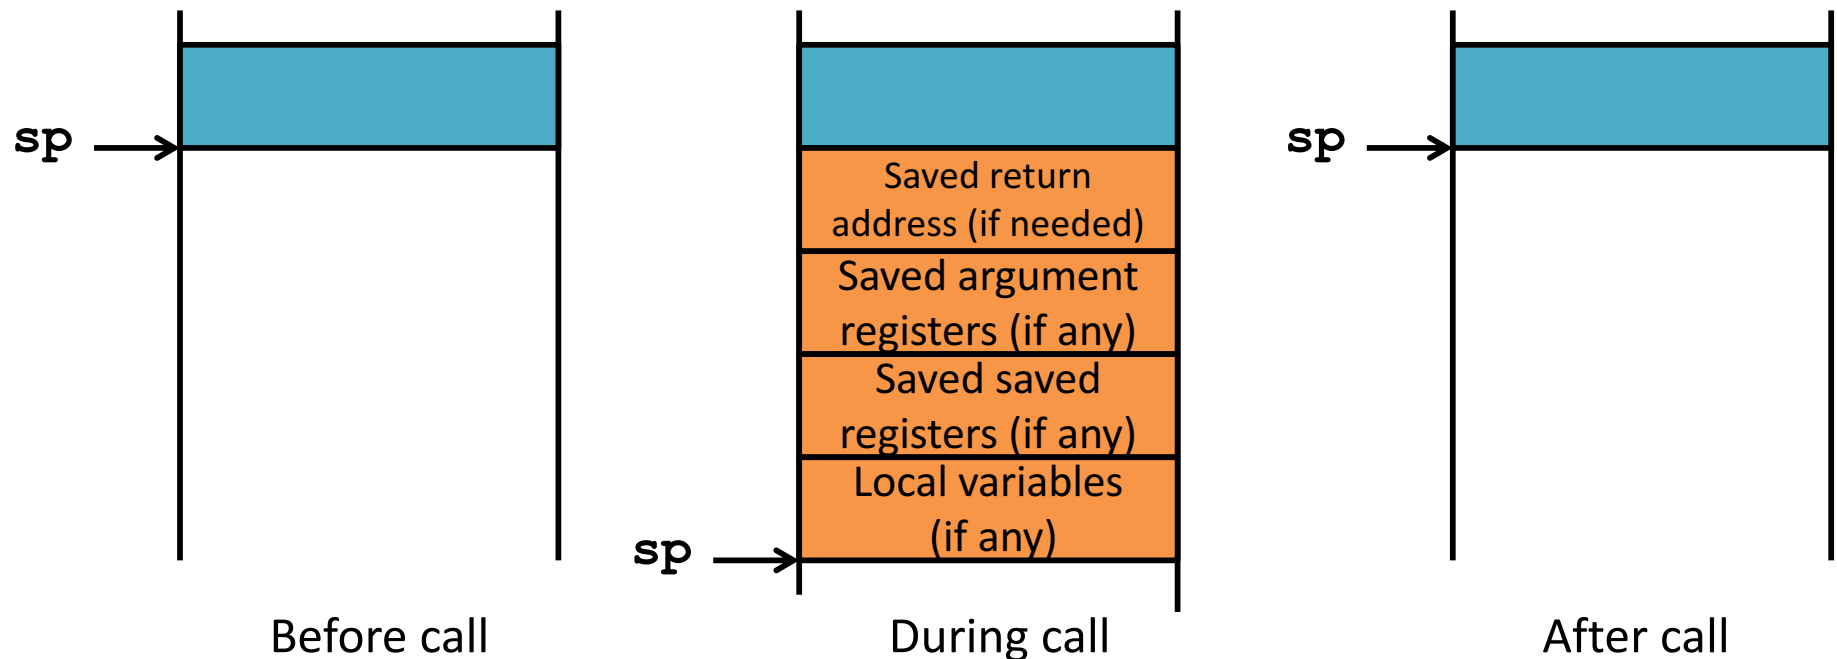 sp
Before call
Saved return
address (if needed)
Saved argument
registers (if any)
Saved saved
registers (if any)
Local variables
(if any)
sp
During call
sp
After call